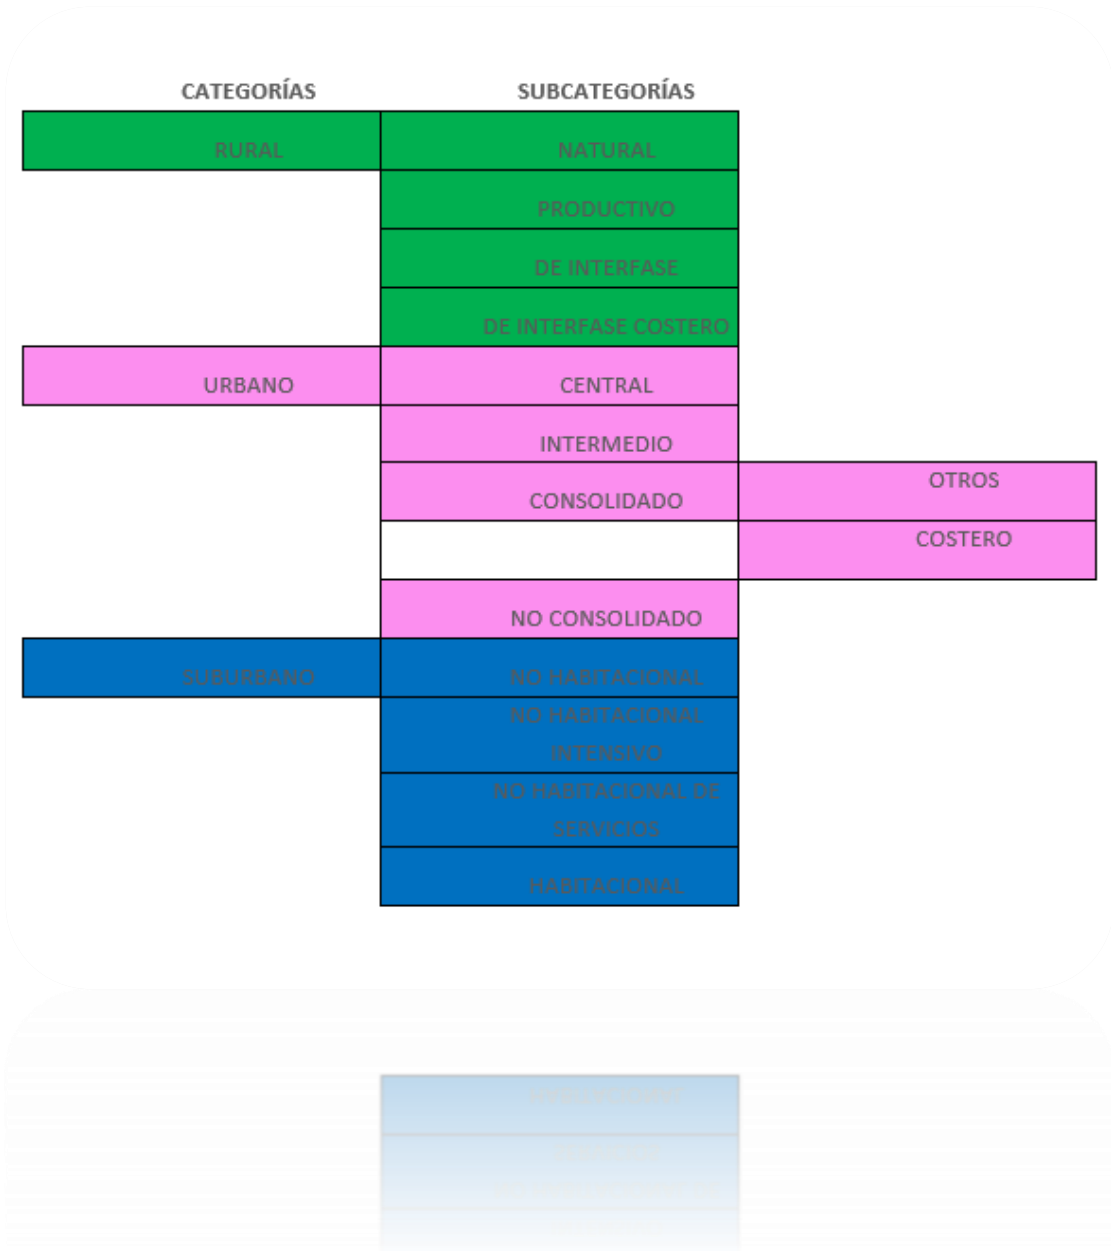 CATEGORÍAS SUBCATEGORÍAS
RURAL NATURAL
PRODUCTIVO
DE INTERFASE
DE INTERFASE COSTERO
URBANO CENTRAL
INTERMEDIO
CONSOLIDADO OTROS
COSTERO
NO CONSOLIDADO
SUBURBANO NO HABITACIONAL
NO HABITACIONAL
INTENSIVO
NO HABITACIONAL DE
SERVICIOS
HABITACIONAL